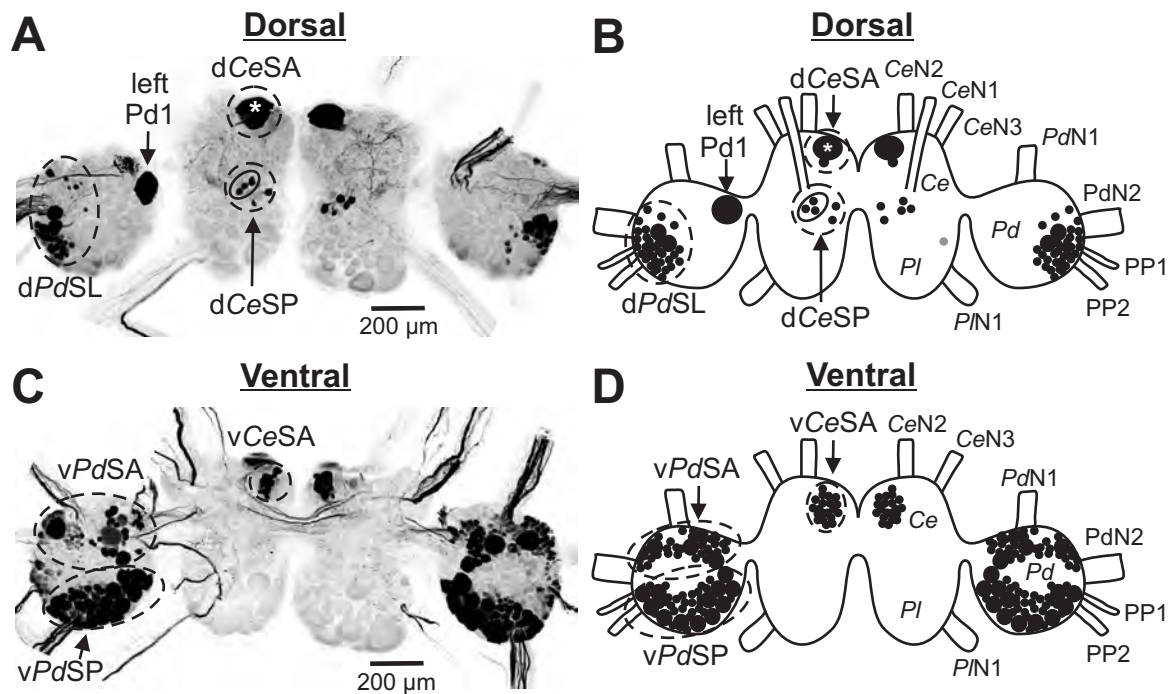 A
Dorsal
dCeSA
left
Pd1
*
dPdSL
dCeSP
200 µm
B
Dorsal
dCeSA
CeN2
CeN1
CeN3
PdN1
left
Pd1
*
Ce
PdN2
Pd
Pl
PP1
PP2
dPdSL
dCeSP
PlN1
C
Ventral
vCeSA
vPdSA
vPdSP
200 µm
D
Ventral
vCeSA
CeN2
CeN3
vPdSA
PdN1
Ce
PdN2
Pd
Pl
PP1
PP2
vPdSP
PlN1